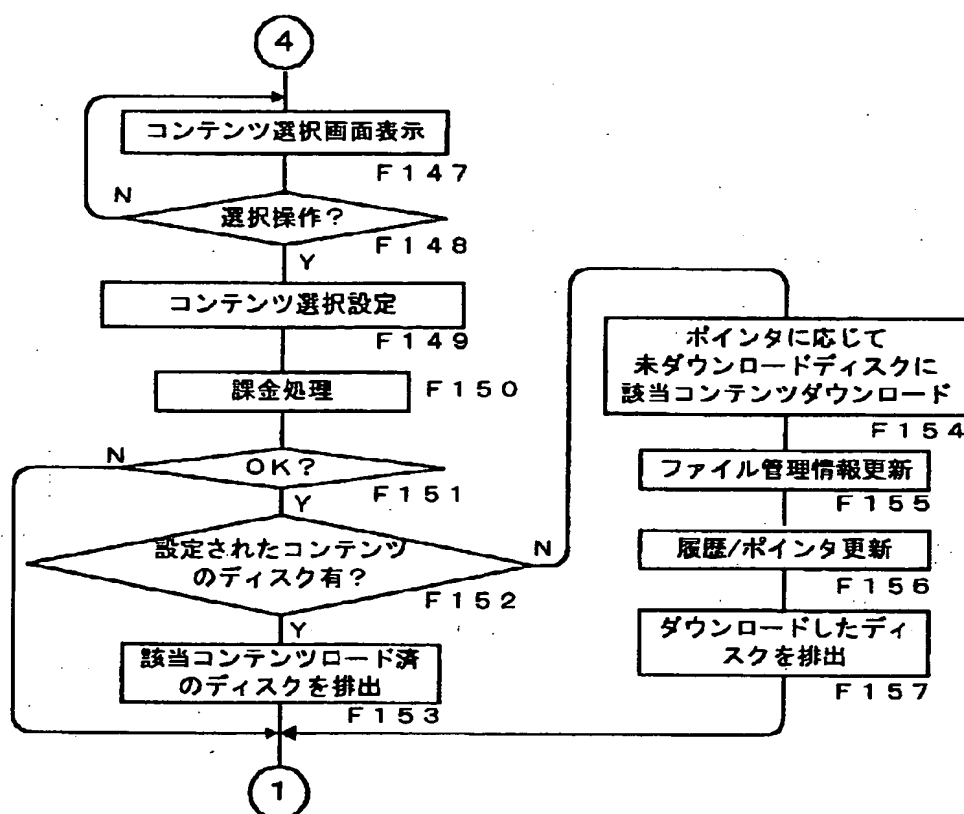 4
コンテンツ選択画面表示
F147
N
選択操作?
F148
Y
コンテンツ選択設定
F149
課金処理
F150
N
OK?
F151
Y
設定されたコンテンツ
のディスク有?
N
F152
Y
該当コンテンツロード済
のディスクを排出
F153
ポインタに応じて
未ダウンロードディスクに
該当コンテンツダウンロード
F154
ファイル管理情報更新
F155
履歴/ポインタ更新
F156
ダウンロードしたディ
スクを排出
F157
1